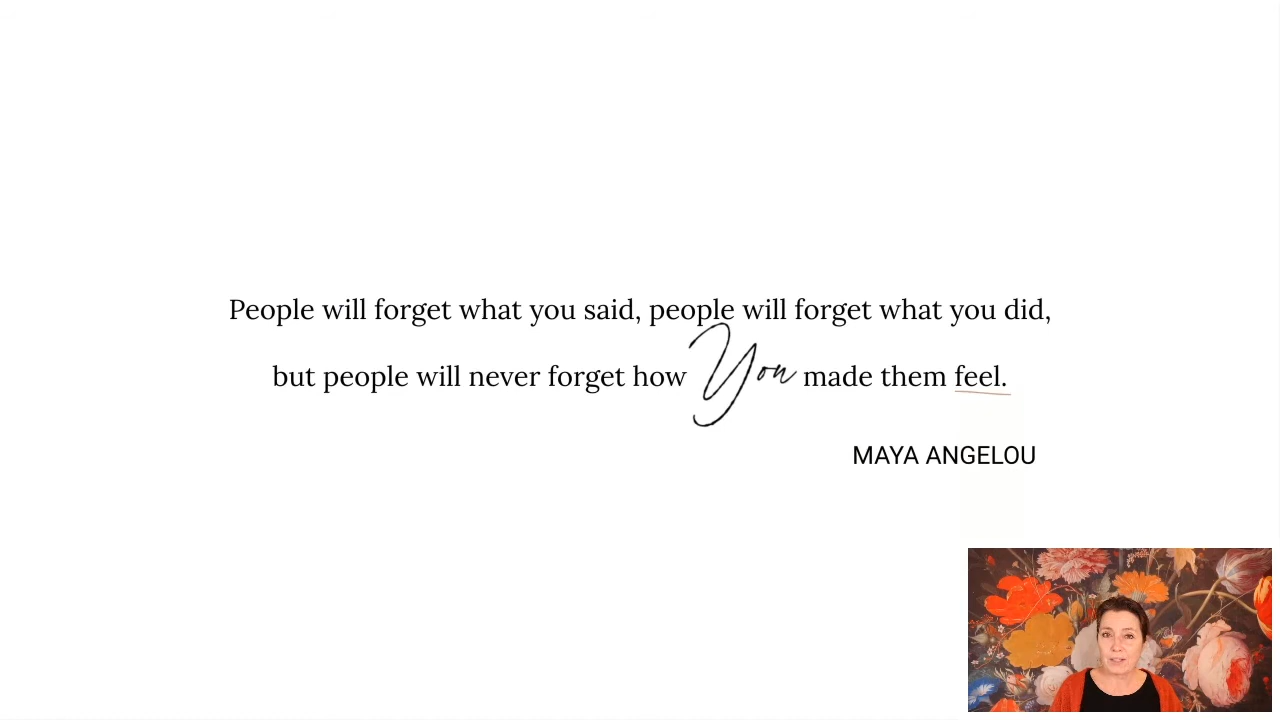 People will forget what you said, people will forget what you did,
but people will never forget how You made them feel.
MAYA ANGELOU